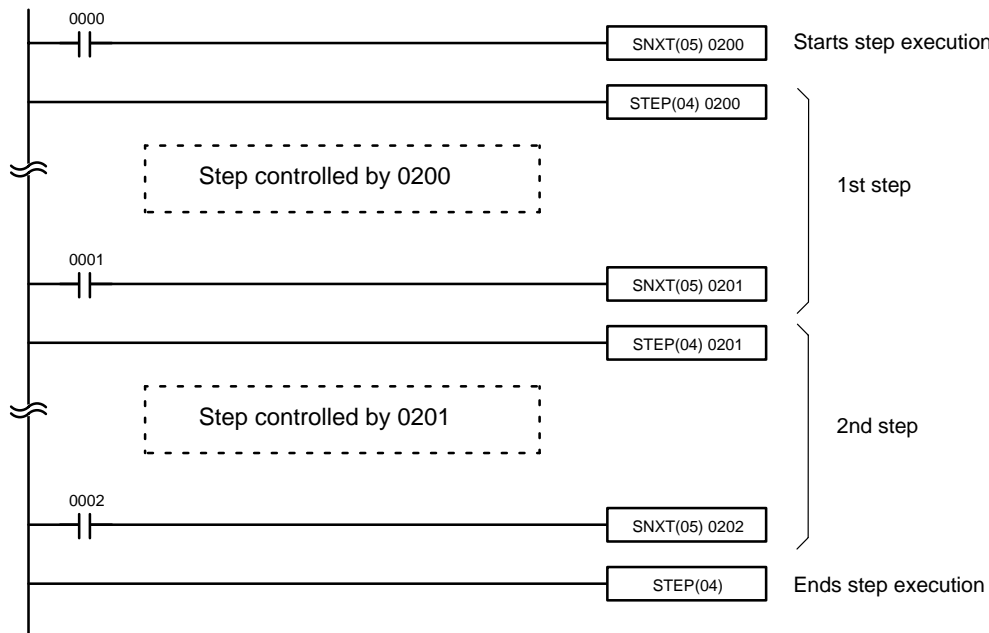 0000
SNXT(05) 0200
Starts step execution
STEP(04) 0200
Step controlled by 0200
1st step
0001
SNXT(05) 0201
STEP(04) 0201
Step controlled by 0201
2nd step
0002
SNXT(05) 0202
STEP(04)
Ends step execution